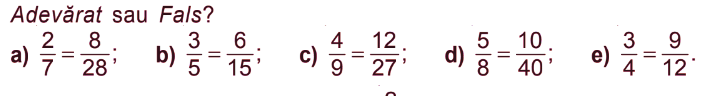 Adevărat sau Fals?
a) 2/7 = 8/28; b) 3/5 = 6/15; c) 4/9 = 12/27; d) 5/8 = 10/40; e) 3/4 = 9/12.